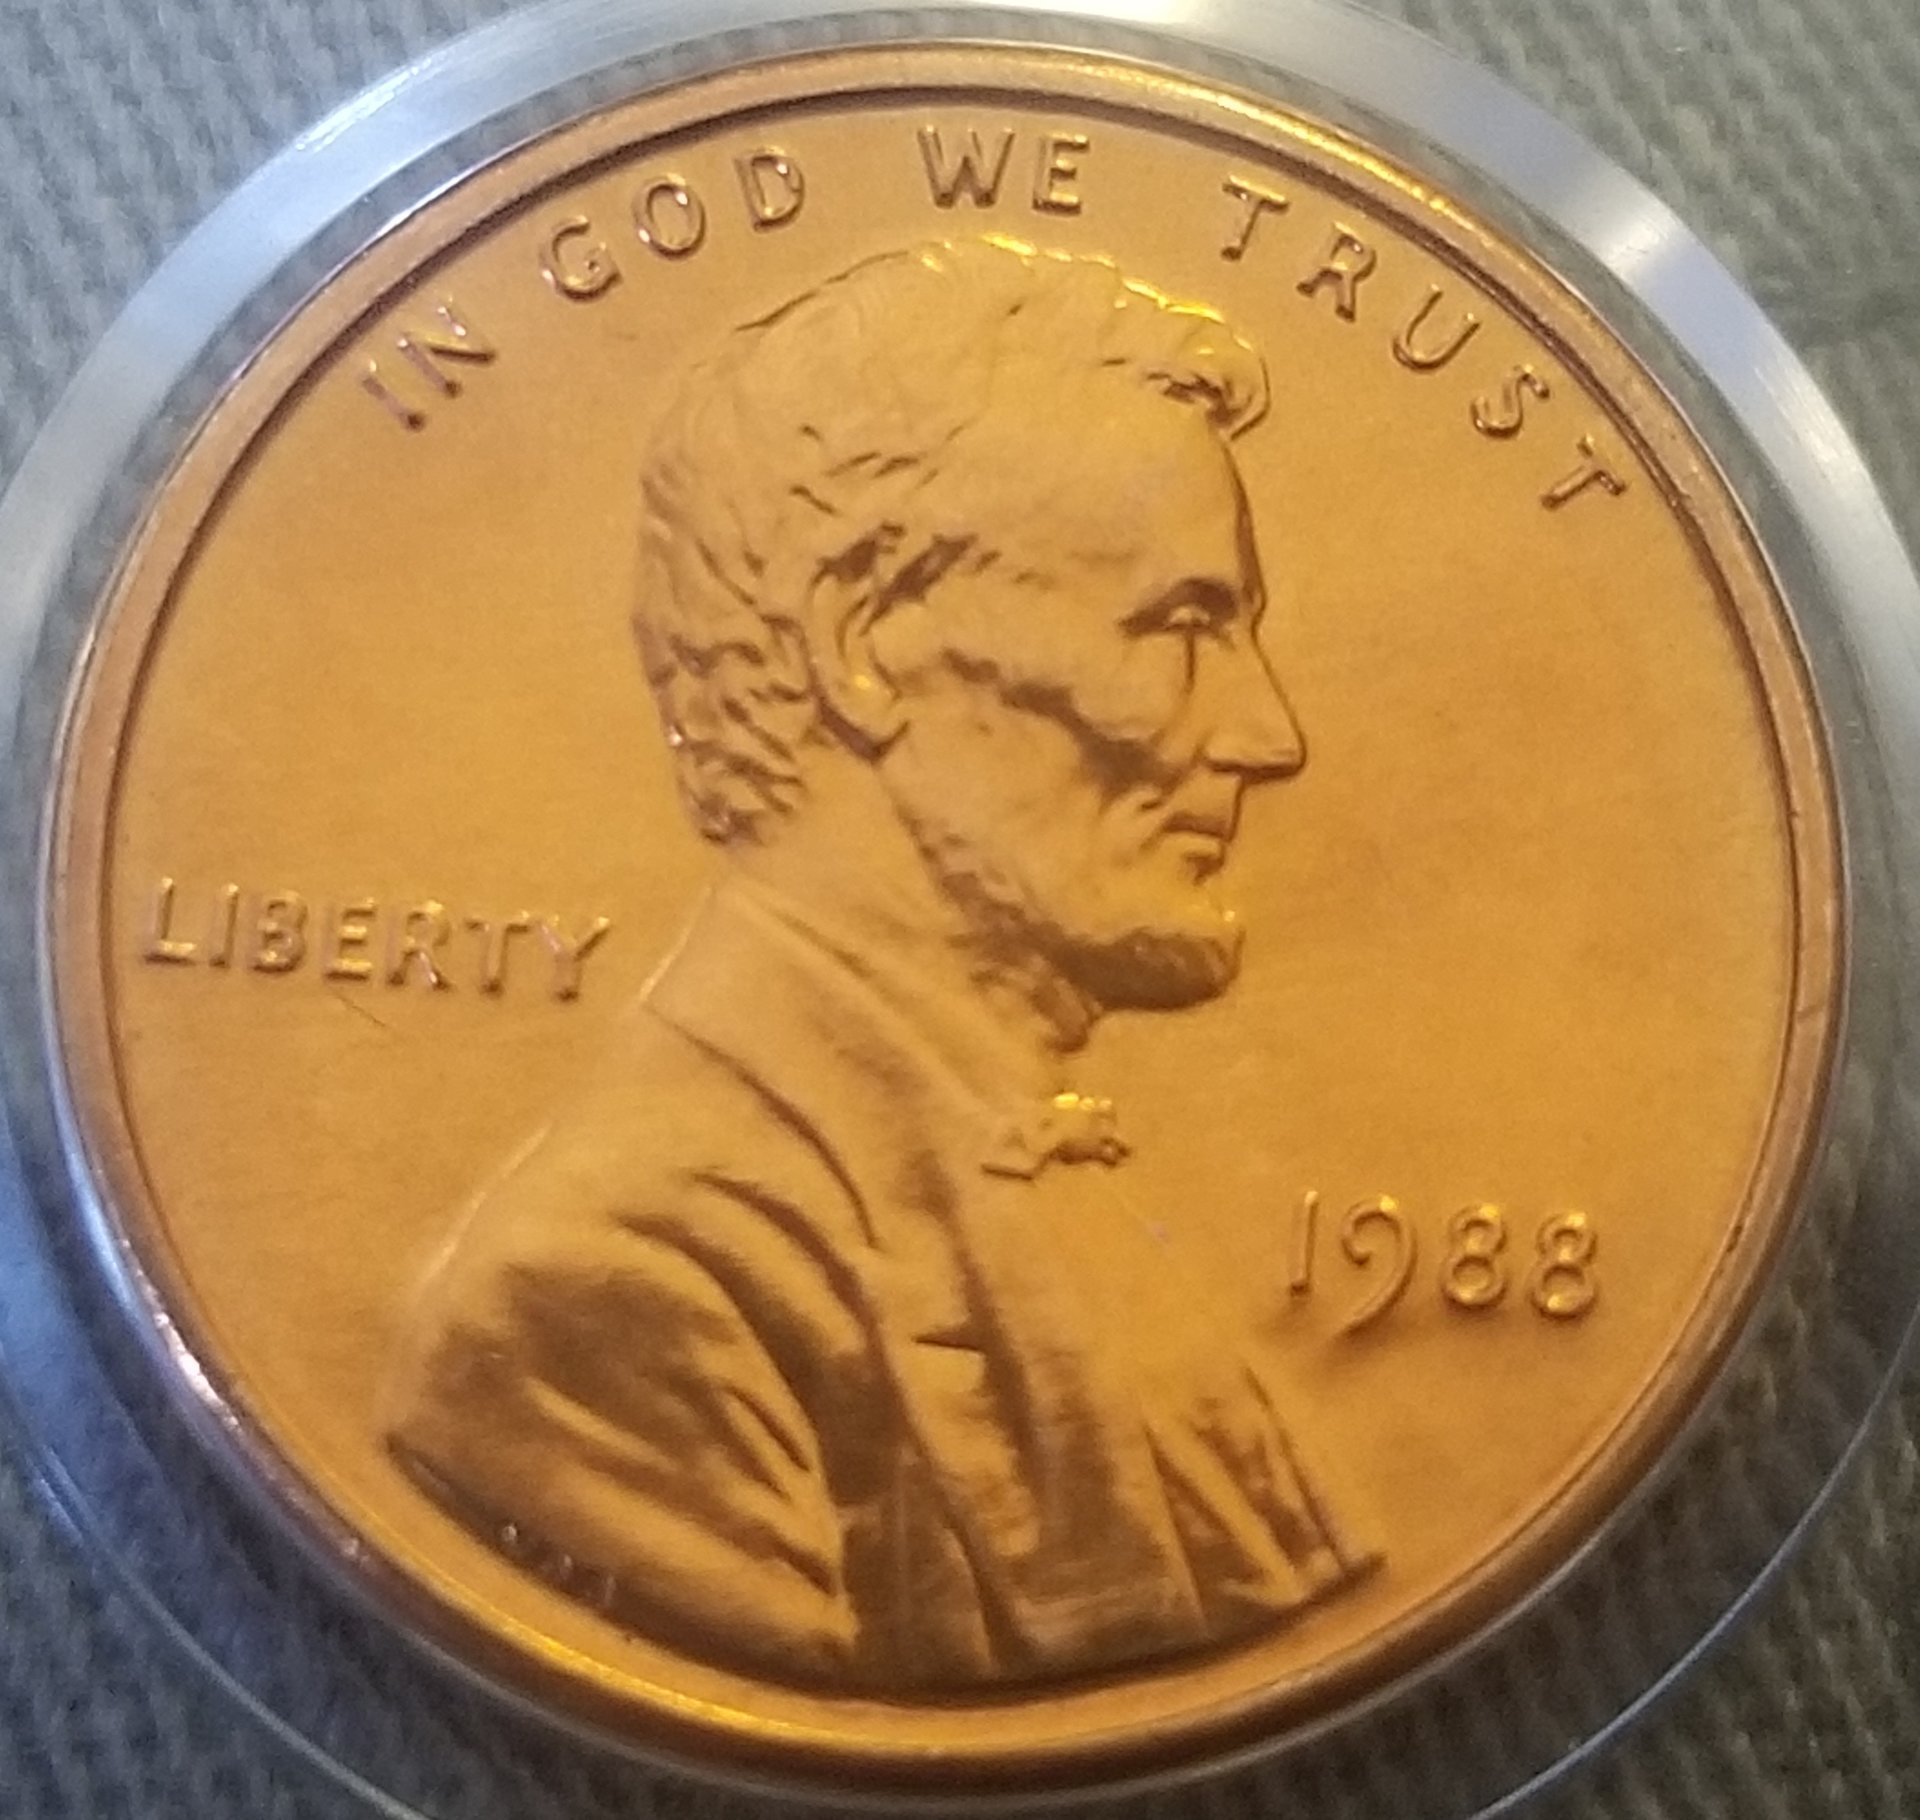 IN GOD WE TRUST
LIBERTY
1988